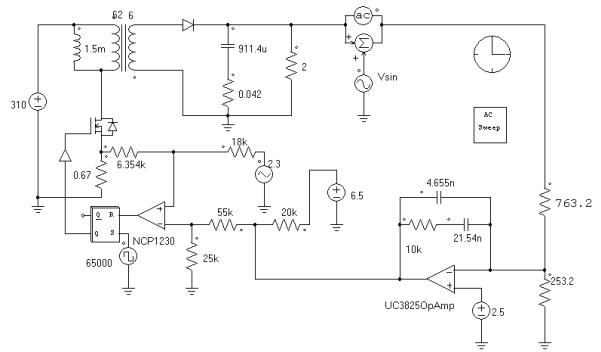 62 6
ac
1.5m
911.4u
2
Σ
Vsin
310
0.042
AC
Sweep
18k
6.354k
2.3
0.67
763.2
6.5
4.655n
Q R
Q S
55k
20k
NCP1230
10k
21.54n
65000
25k
253.2
UC3825OpAmp
2.5